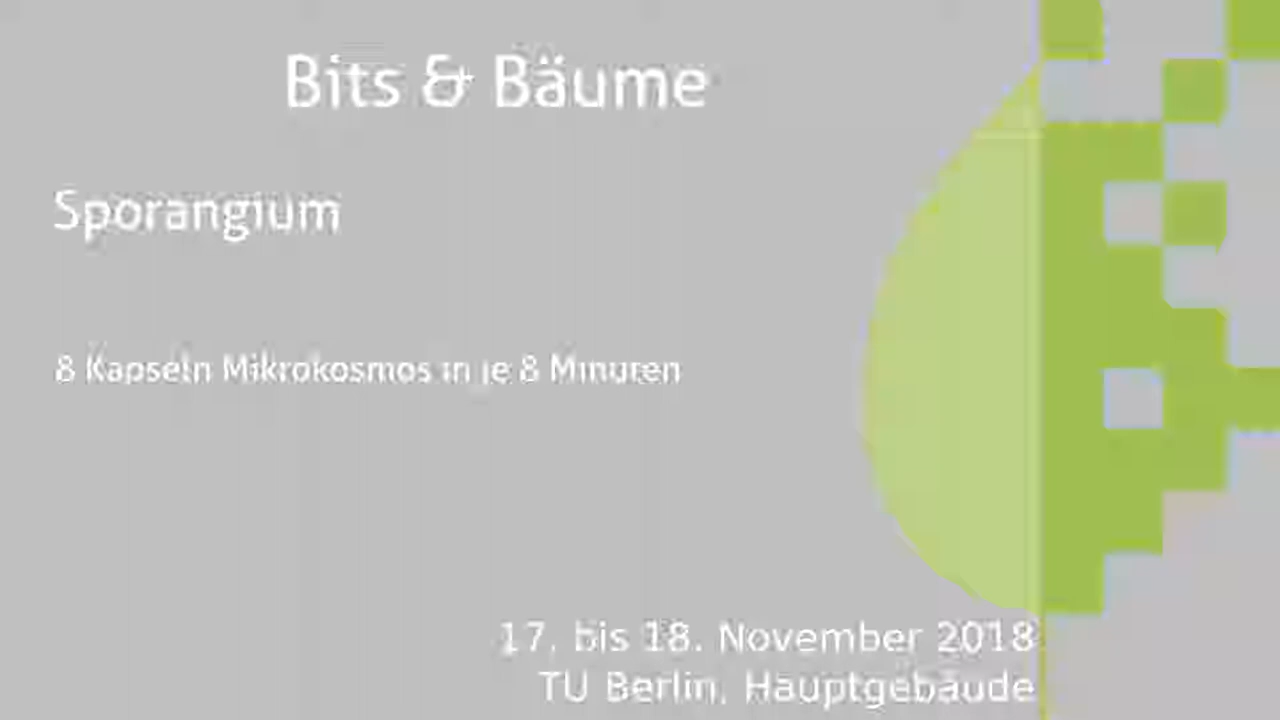 Bits & Bäume
Sporangium
8 Kapseln Mikrokosmos in je 8 Minuten
17. bis 18. November 2018
TU Berlin, Hauptgebäude